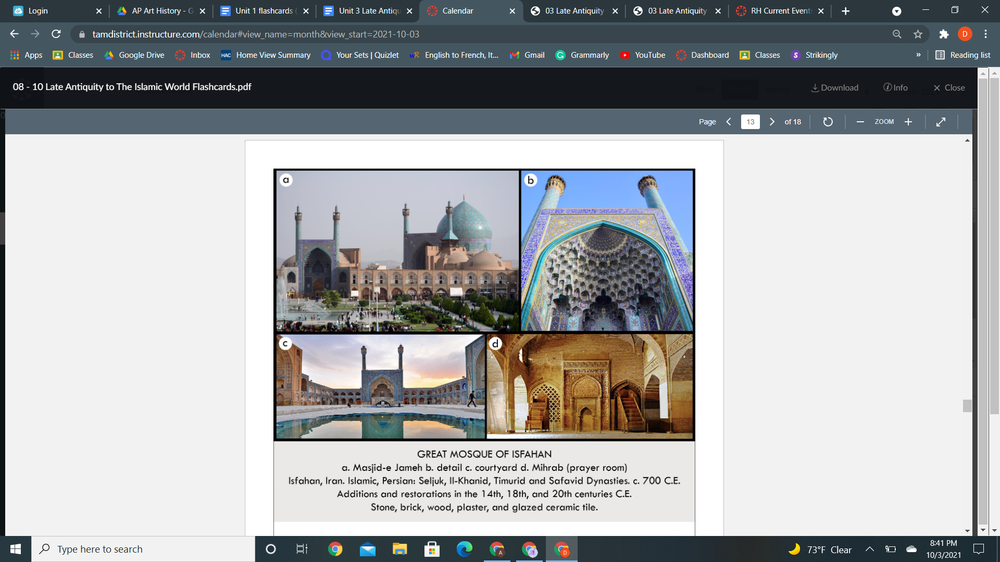 Login
AP Art History - G
Unit 1 flashcards (
Unit 3 Late Antiqu
Calendar
03 Late Antiquity
03 Late Antiquity
RH Current Events
tamdistrict.instructure.com/calendar#view_name=month&view_start=2021-10-03
D
Apps
Classes
Google Drive
Inbox
HAC Home View Summary
Your Sets | Quizlet
WR English to French, It...
Gmail
Grammarly
YouTube
Dashboard
Classes
S Strikingly
»
Reading list
08 - 10 Late Antiquity to The Islamic World Flashcards.pdf
Download
Info
Close
Page
13
of 18
ZOOM
a
b
c
d
GREAT MOSQUE OF ISFAHAN
a. Masjid-e Jameh b. detail c. courtyard d. Mihrab (prayer room)
Isfahan, Iran. Islamic, Persian: Seljuk, Il-Khanid, Timurid and Safavid Dynasties. c. 700 C.E.
Additions and restorations in the 14th, 18th, and 20th centuries C.E.
Stone, brick, wood, plaster, and glazed ceramic tile.
Type here to search
A
D
73°F Clear
8:41 PM
10/3/2021